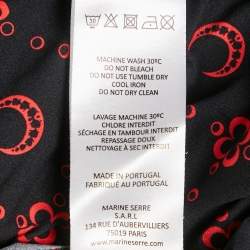 30
MACHINE WASH 30ºC
DO NOT BLEACH
DO NOT USE TUMBLE DRY
COOL IRON
DO NOT DRY CLEAN
LAVAGE MACHINE 30ºC
CHLORE INTERDIT
SÉCHAGE EN TAMBOUR INTERDIT
REPASSAGE DOUX
NETTOYAGE À SEC INTERDIT
MADE IN PORTUGAL
FABRIQUÉ AU PORTUGAL
MARINE SERRE
S.A.R.L
134 RUE D'AUBERVILLIERS
75019 PARIS
WWW.MARINESERRE.COM